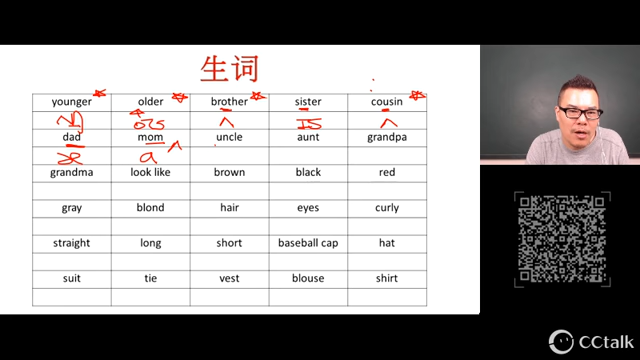 生词
younger older brother sister cousin
dad mom uncle aunt grandpa
grandma look like brown black red
gray blond hair eyes curly
straight long short baseball cap hat
suit tie vest blouse shirt
CCtalk